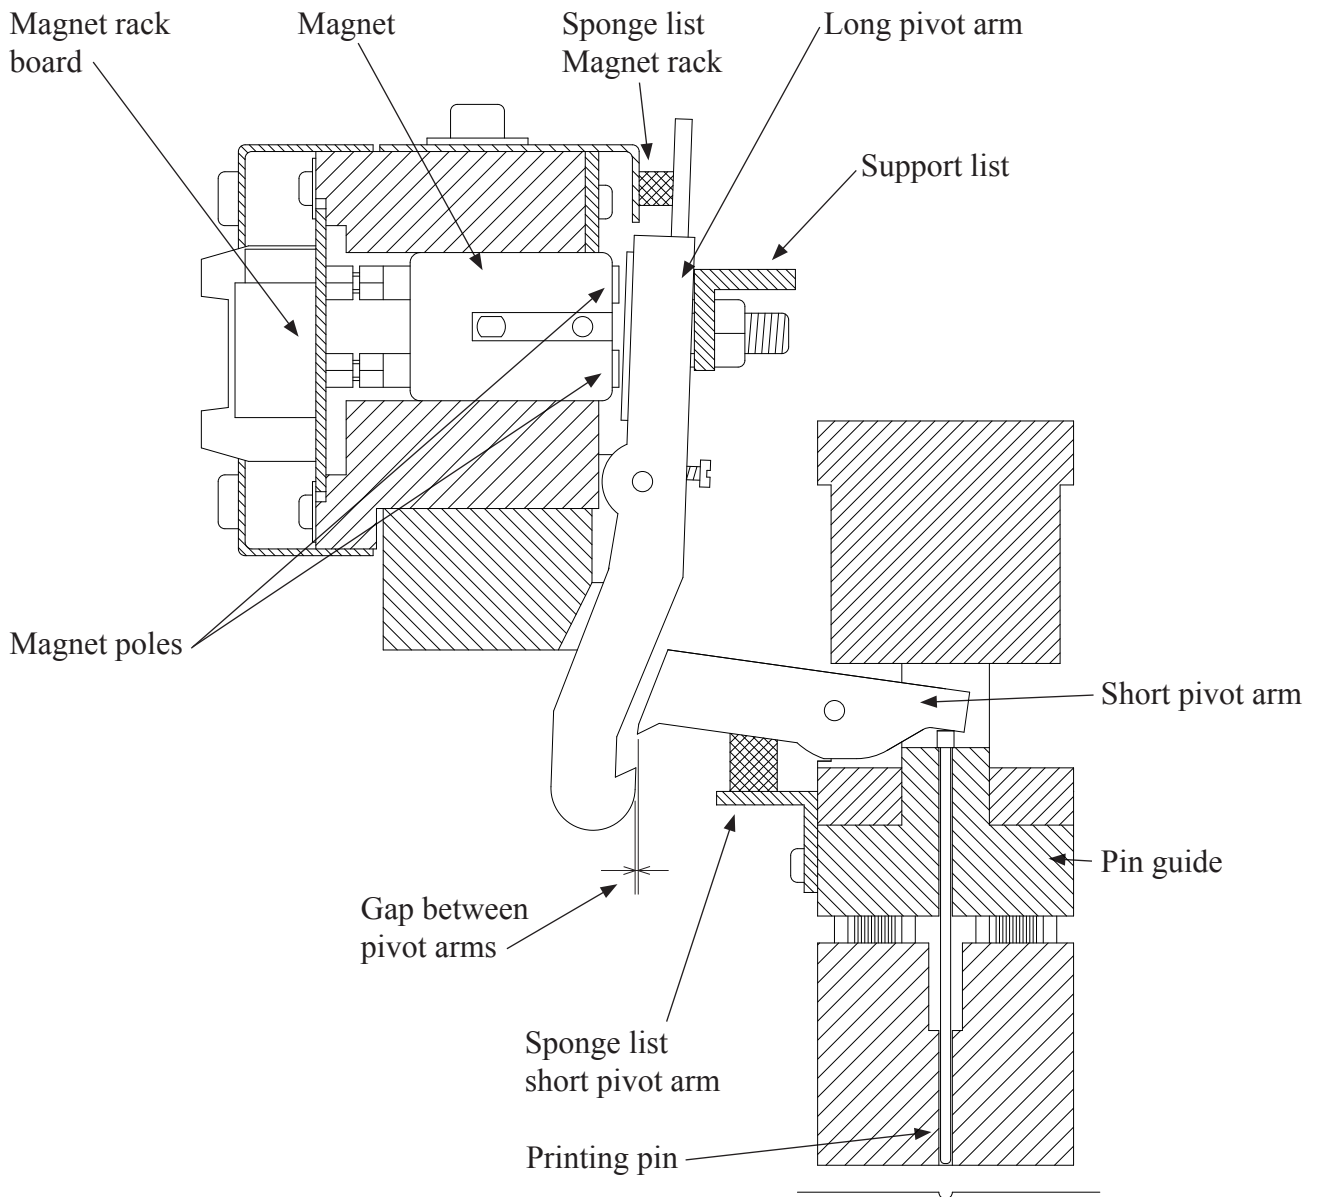 Magnet rack
board
Magnet
Sponge list
Magnet rack
Long pivot arm
Support list
Magnet poles
Short pivot arm
Pin guide
Gap between
pivot arms
Sponge list
short pivot arm
Printing pin